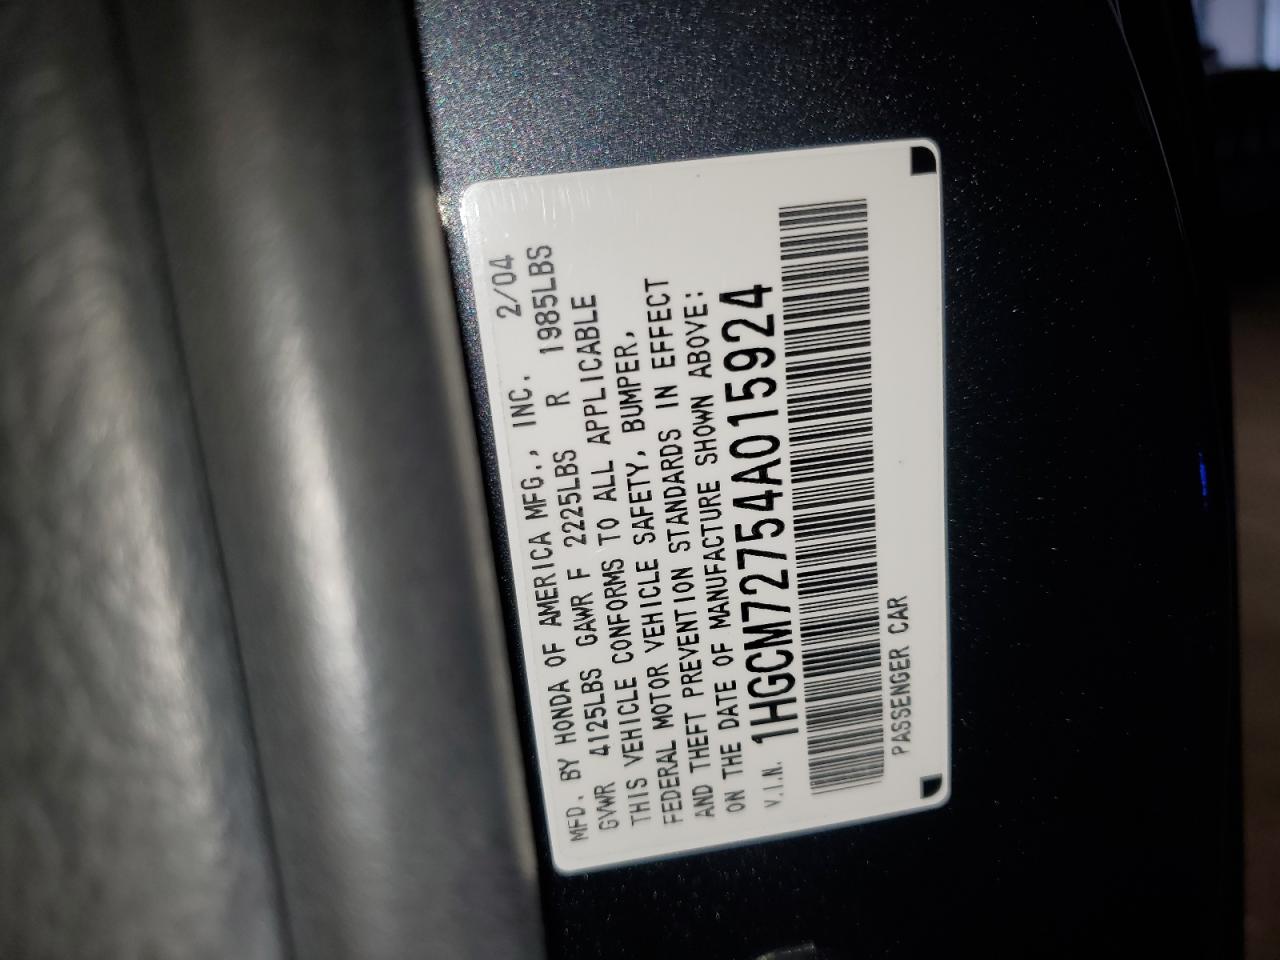 MFD. BY HONDA OF AMERICA MFG., INC. 2/04
GVWR 4125LBS GAWR F 2225LBS R 1985LBS
THIS VEHICLE CONFORMS TO ALL APPLICABLE
FEDERAL MOTOR VEHICLE SAFETY, BUMPER,
AND THEFT PREVENTION STANDARDS IN EFFECT
ON THE DATE OF MANUFACTURE SHOWN ABOVE:
V.I.N. 1HGCM72754A015924
PASSENGER CAR